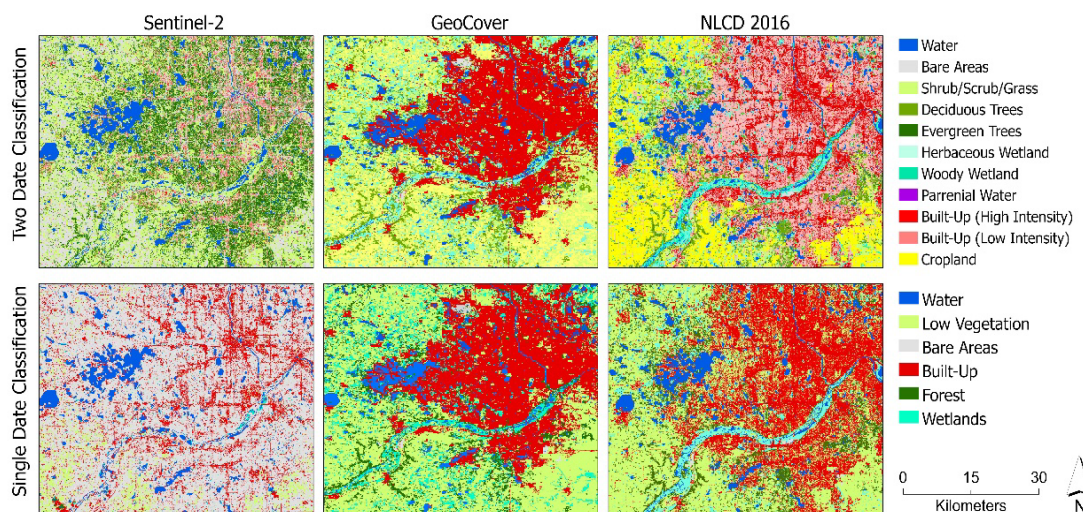 Sentinel-2
GeoCover
NLCD 2016
Two Date Classification
Water
Bare Areas
Shrub/Scrub/Grass
Deciduous Trees
Evergreen Trees
Herbaceous Wetland
Woody Wetland
Parrenial Water
Built-Up (High Intensity)
Built-Up (Low Intensity)
Cropland
Single Date Classification
Water
Low Vegetation
Bare Areas
Built-Up
Forest
Wetlands
0 15 30
Kilometers
N